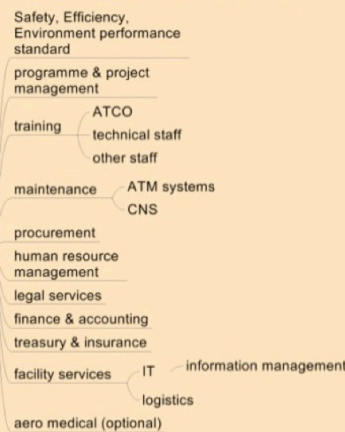 Safety, Efficiency,
Environment performance
standard
programme & project
management
training
ATCO
technical staff
other staff
maintenance
ATM systems
CNS
procurement
human resource
management
legal services
finance & accounting
treasury & insurance
facility services
IT
information management
logistics
aero medical (optional)